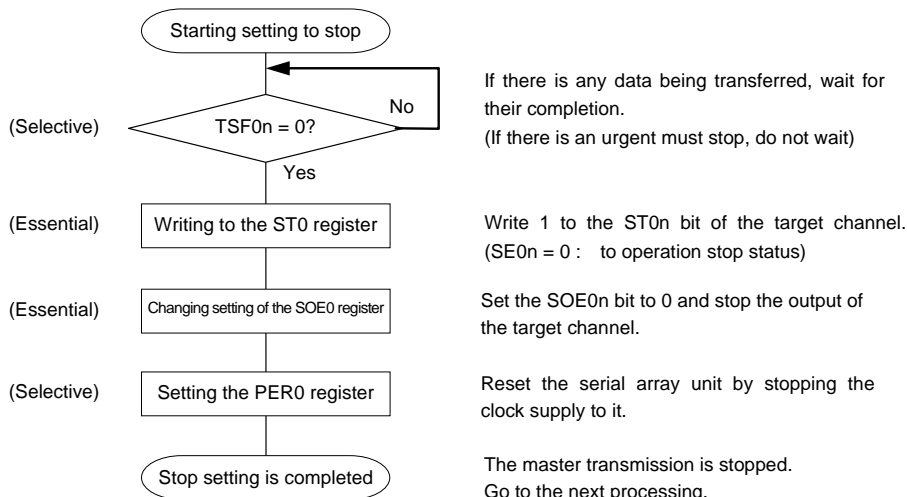 Starting setting to stop
If there is any data being transferred, wait for
their completion.
(If there is an urgent must stop, do not wait)
(Selective)
TSF0n = 0?
No
Yes
(Essential)
Writing to the ST0 register
Write 1 to the ST0n bit of the target channel.
(SE0n = 0 : to operation stop status)
(Essential)
Changing setting of the SOE0 register
Set the SOE0n bit to 0 and stop the output of
the target channel.
(Selective)
Setting the PER0 register
Reset the serial array unit by stopping the
clock supply to it.
Stop setting is completed
The master transmission is stopped.
Go to the next processing.